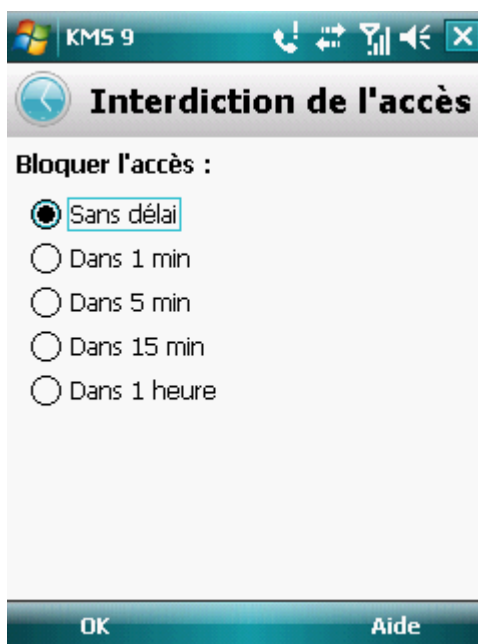 KMS 9
Interdiction de l'accès
Bloquer l'accès :
Sans délai
Dans 1 min
Dans 5 min
Dans 15 min
Dans 1 heure
OK Aide